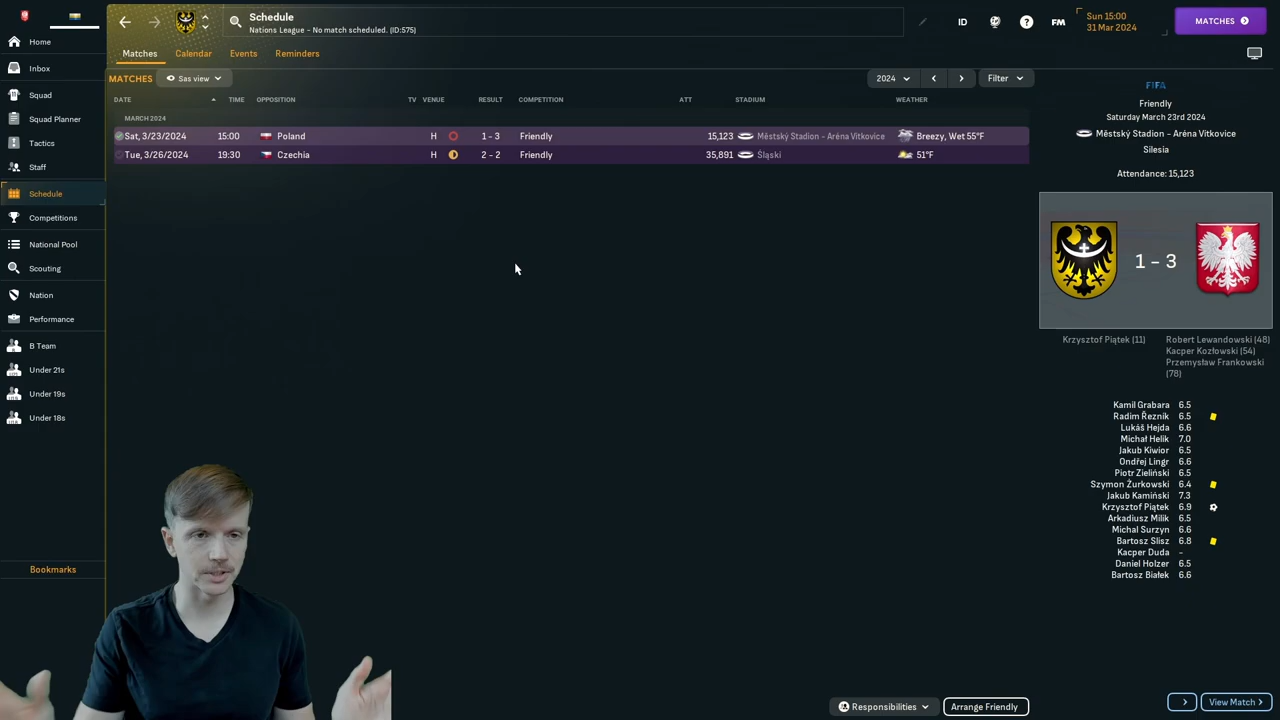 Schedule
Nations League - No match scheduled. (ID:575)
ID
FM
Sun 15:00
31 Mar 2024
MATCHES
Home
Inbox
Squad
Squad Planner
Tactics
Staff
Schedule
Competitions
National Pool
Scouting
Nation
Performance
B Team
Under 21s
Under 19s
Under 18s
Bookmarks
Matches Calendar Events Reminders
MATCHES Sas view 2024 Filter
DATE TIME OPPOSITION TV VENUE RESULT COMPETITION ATT STADIUM WEATHER
MARCH 2024
Sat, 3/23/2024 15:00 Poland H 1 - 3 Friendly 15,123 Městský Stadion - Aréna Vítkovice Breezy, Wet 55°F
Tue, 3/26/2024 19:30 Czechia H 2 - 2 Friendly 35,891 Śląski 51°F
FIFA
Friendly
Saturday March 23rd 2024
Městský Stadion - Aréna Vítkovice
Silesia
Attendance: 15,123
1 - 3
Krzysztof Piątek (11) Robert Lewandowski (48)
Kacper Kozłowski (54)
Przemysław Frankowski
(78)
Kamil Grabara 6.5
Radim Řezník 6.5
Lukáš Hejda 6.6
Michał Helik 7.0
Jakub Kiwior 6.5
Ondřej Lingr 6.6
Piotr Zieliński 6.5
Szymon Żurkowski 6.4
Jakub Kamiński 7.3
Krzysztof Piątek 6.9
Arkadiusz Milik 6.5
Michal Surzyn 6.6
Bartosz Slisz 6.8
Kacper Duda -
Daniel Holzer 6.5
Bartosz Białek 6.6
Responsibilities Arrange Friendly View Match